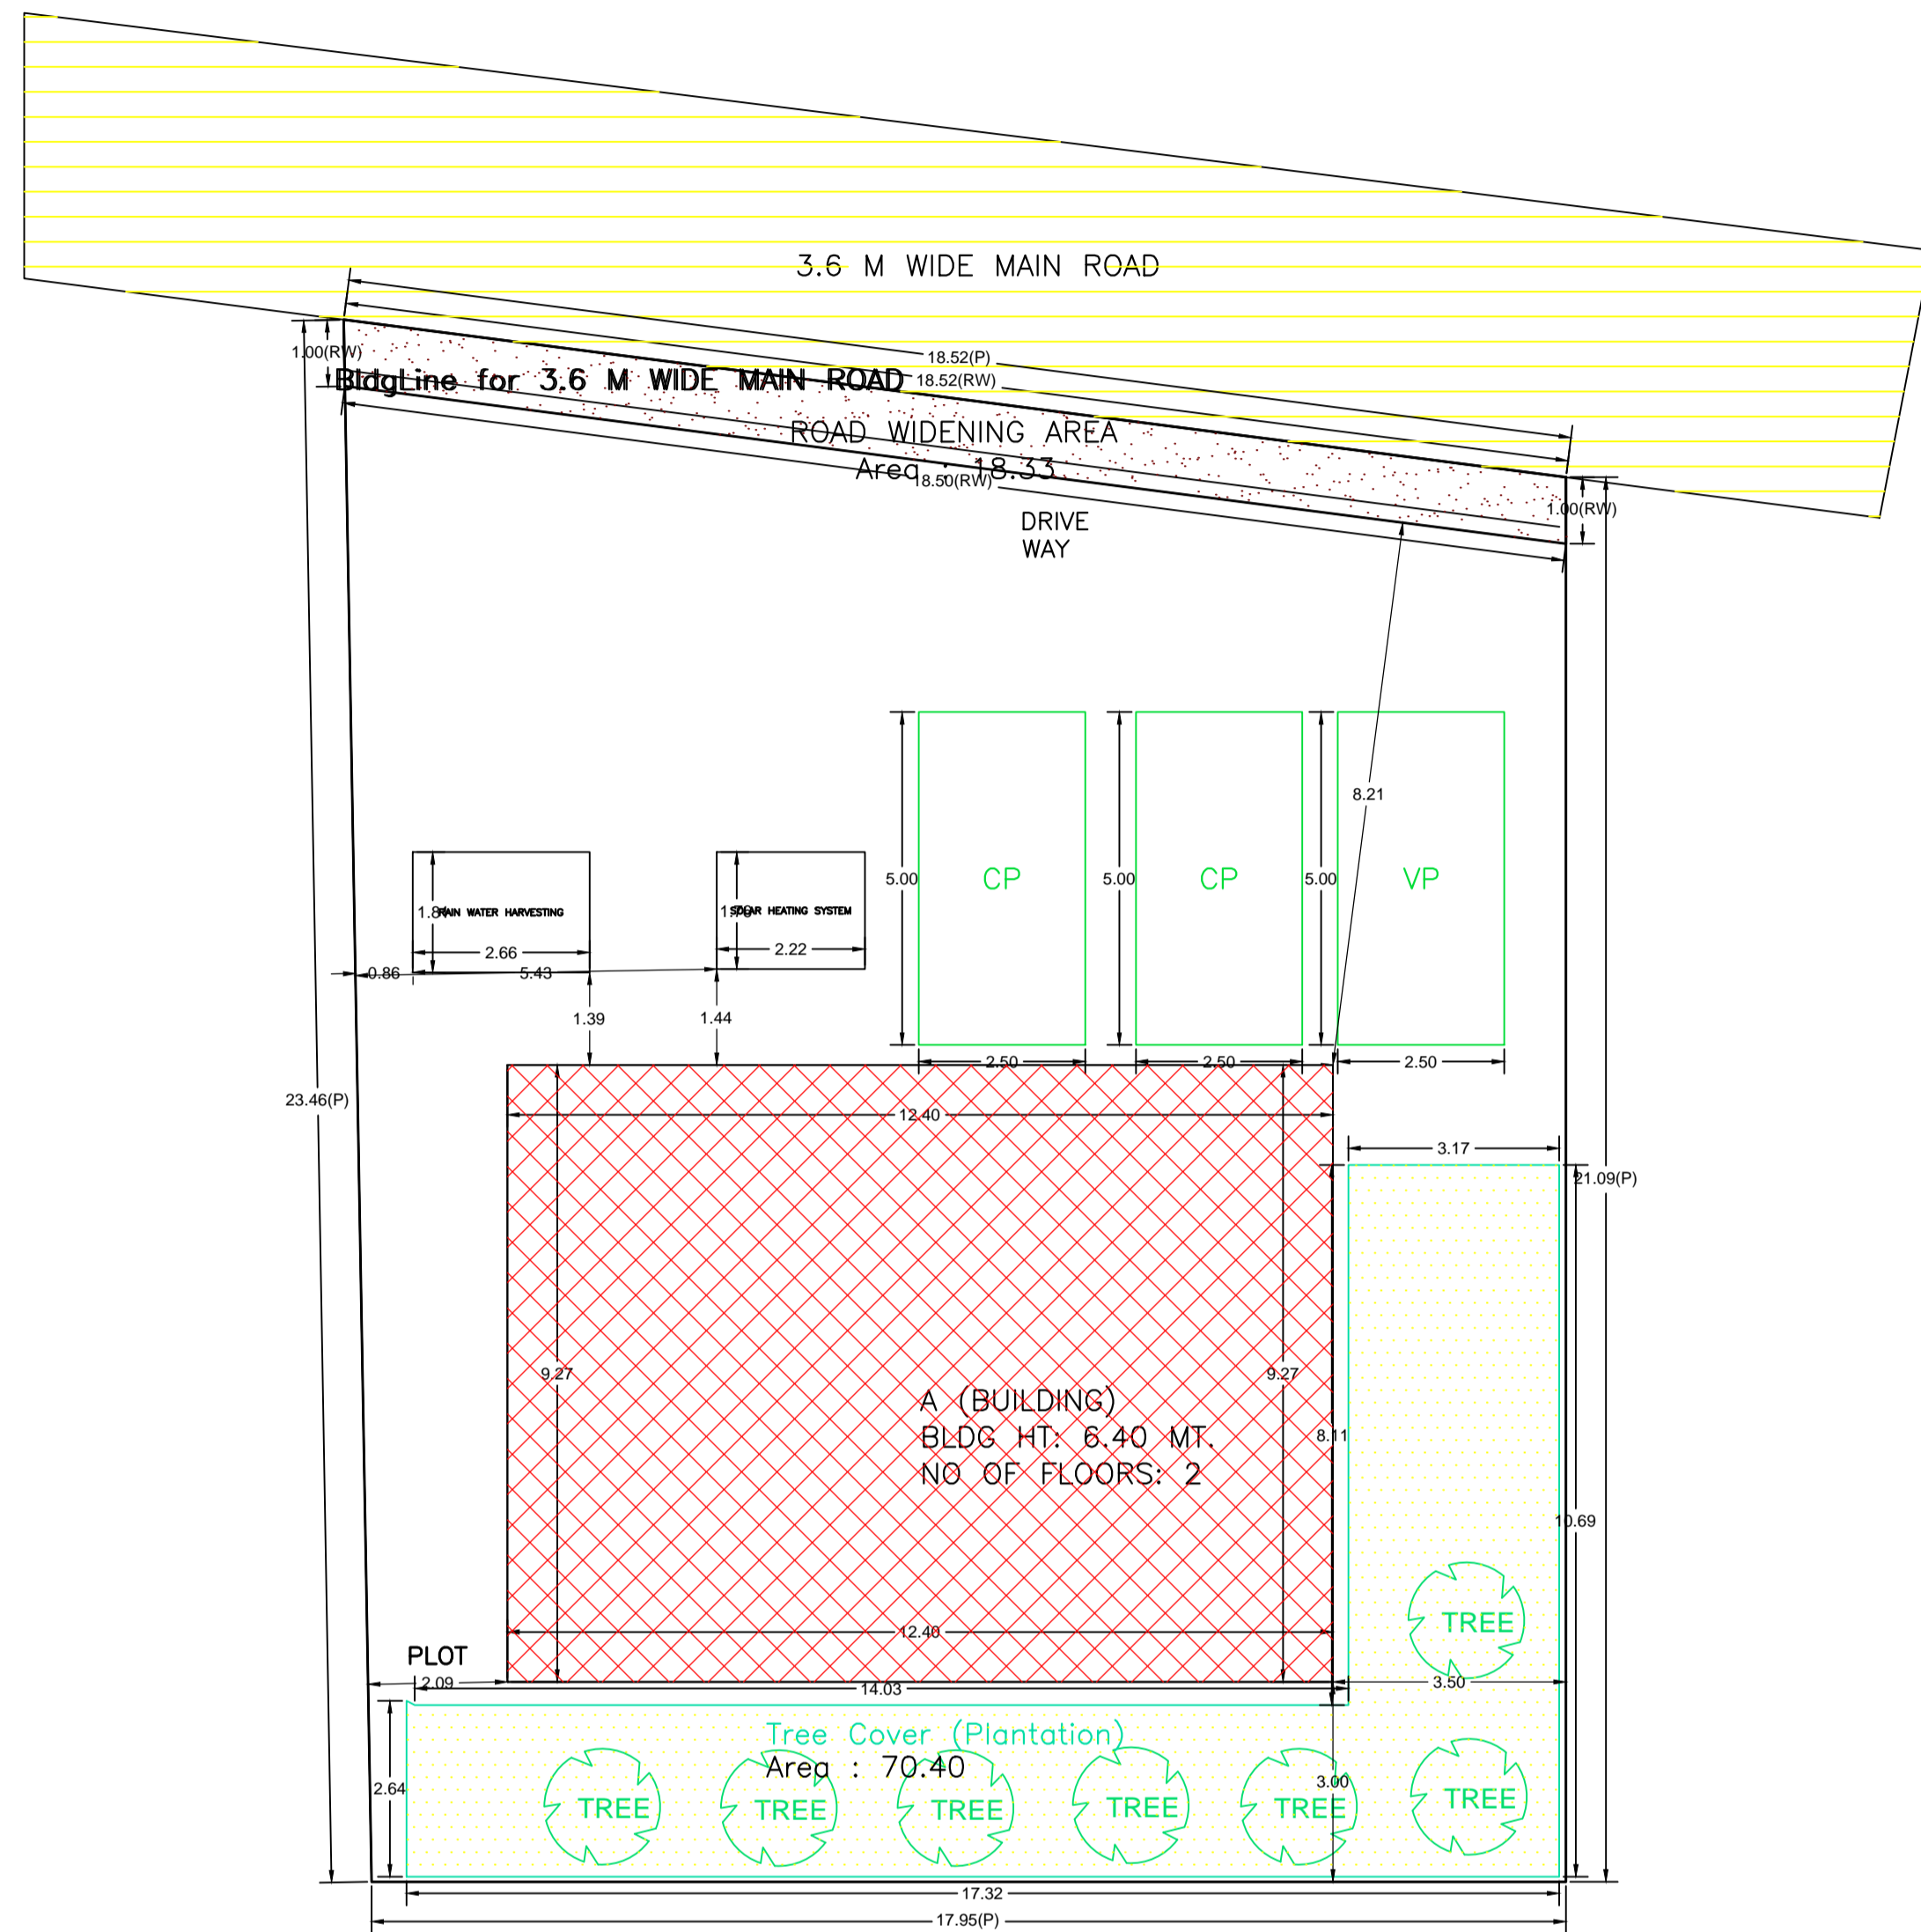 3.6 M WIDE MAIN ROAD
18.52(P)
1.00(RW)
BldgLine for 3.6 M WIDE MAIN ROAD
18.52(RW)
ROAD WIDENING AREA
Area : 18.33
18.50(RW)
1.00(RW)
DRIVE
WAY
8.21
5.00
CP
5.00
CP
5.00
VP
RAIN WATER HARVESTING
SOLAR HEATING SYSTEM
2.66
2.22
0.86
5.43
1.39
1.44
2.50
2.50
2.50
23.46(P)
12.40
3.17
21.09(P)
9.27
9.27
A (BUILDING)
BLDG HT: 6.40 MT.
NO OF FLOORS: 2
8.11
10.69
TREE
12.40
PLOT
2.09
14.03
3.50
Tree Cover (Plantation)
Area : 70.40
2.64
3.00
TREE
TREE
TREE
TREE
TREE
TREE
17.32
17.95(P)